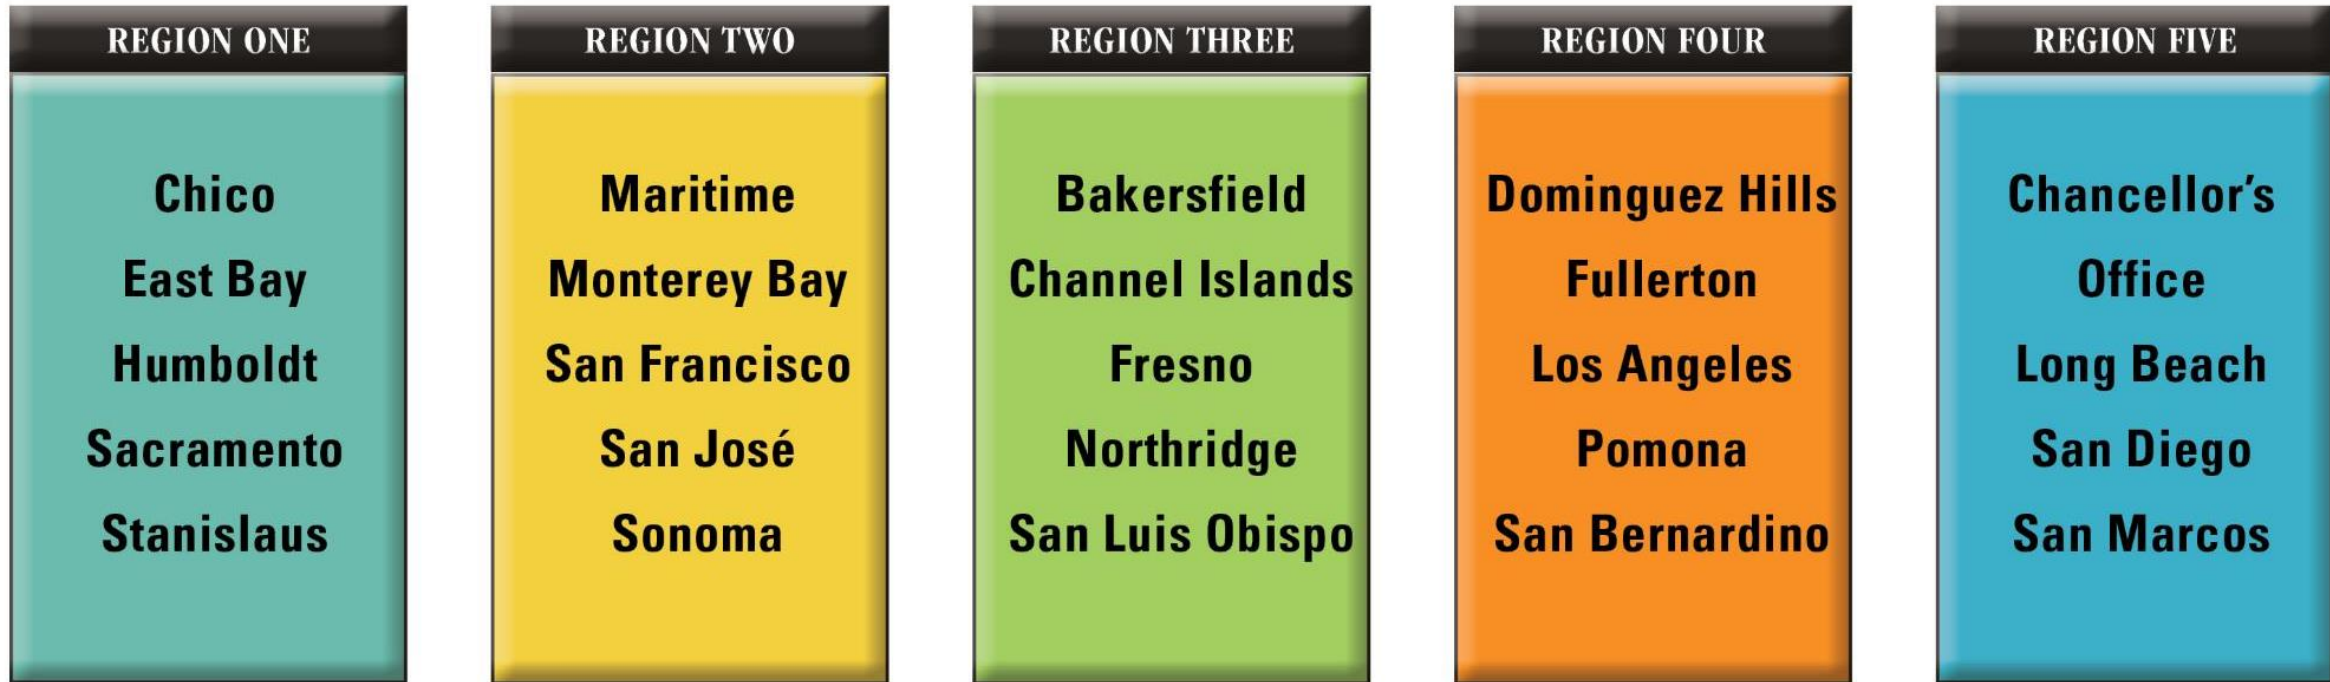 REGION ONE
Chico
East Bay
Humboldt
Sacramento
Stanislaus
REGION TWO
Maritime
Monterey Bay
San Francisco
San José
Sonoma
REGION THREE
Bakersfield
Channel Islands
Fresno
Northridge
San Luis Obispo
REGION FOUR
Dominguez Hills
Fullerton
Los Angeles
Pomona
San Bernardino
REGION FIVE
Chancellor’s
Office
Long Beach
San Diego
San Marcos